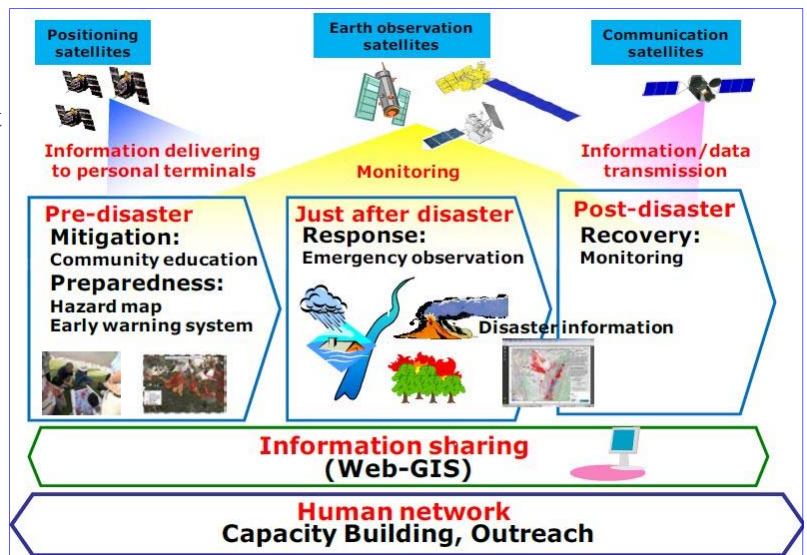 Positioning
satellites
Earth observation
satellites
Communication
satellites
Information delivering
to personal terminals
Monitoring
Information/data
transmission
Pre-disaster
Mitigation:
Community education
Preparedness:
Hazard map
Early warning system
Just after disaster
Response:
Emergency observation
Disaster information
Post-disaster
Recovery:
Monitoring
Information sharing
(Web-GIS)
Human network
Capacity Building, Outreach